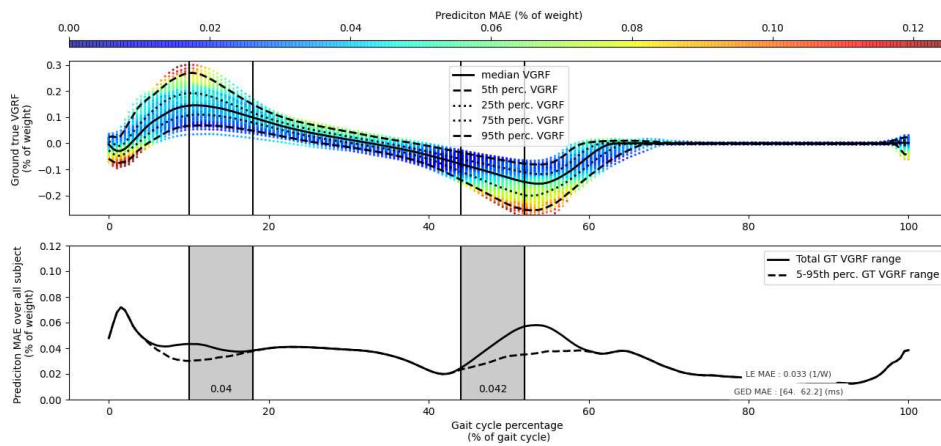 Prediciton MAE (% of weight)
0.00 0.02 0.04 0.06 0.08 0.10 0.12
Ground true VGRF
(% of weight)
0.3
0.2
0.1
0.0
−0.1
−0.2
median VGRF
5th perc. VGRF
25th perc. VGRF
75th perc. VGRF
95th perc. VGRF
0 20 40 60 80 100
Prediciton MAE over all subject
(% of weight)
0.12
0.10
0.08
0.06
0.04
0.02
0.00
Total GT VGRF range
5-95th perc. GT VGRF range
LE MAE : 0.033 (1/W)
GED MAE : [64. 62.2] (ms)
0.04 0.042
0 20 40 60 80 100
Gait cycle percentage
(% of gait cycle)